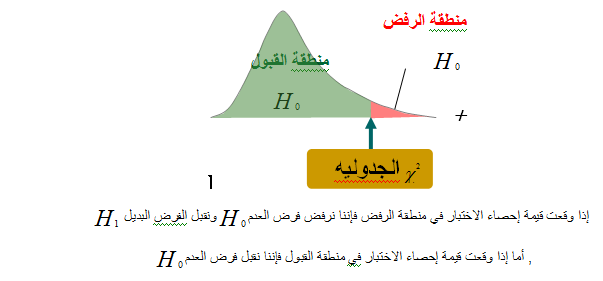 منطقة الرفض
H0
منطقة القبول
H0
+
χ² الجدوليه
إذا وقعت قيمة إحصاء الاختبار في منطقة الرفض فإننا نرفض فرض العدم H0 ونقبل الفرض البديل H1
, أما إذا وقعت قيمة إحصاء الاختبار في منطقة القبول فإننا نقبل فرض العدم H0